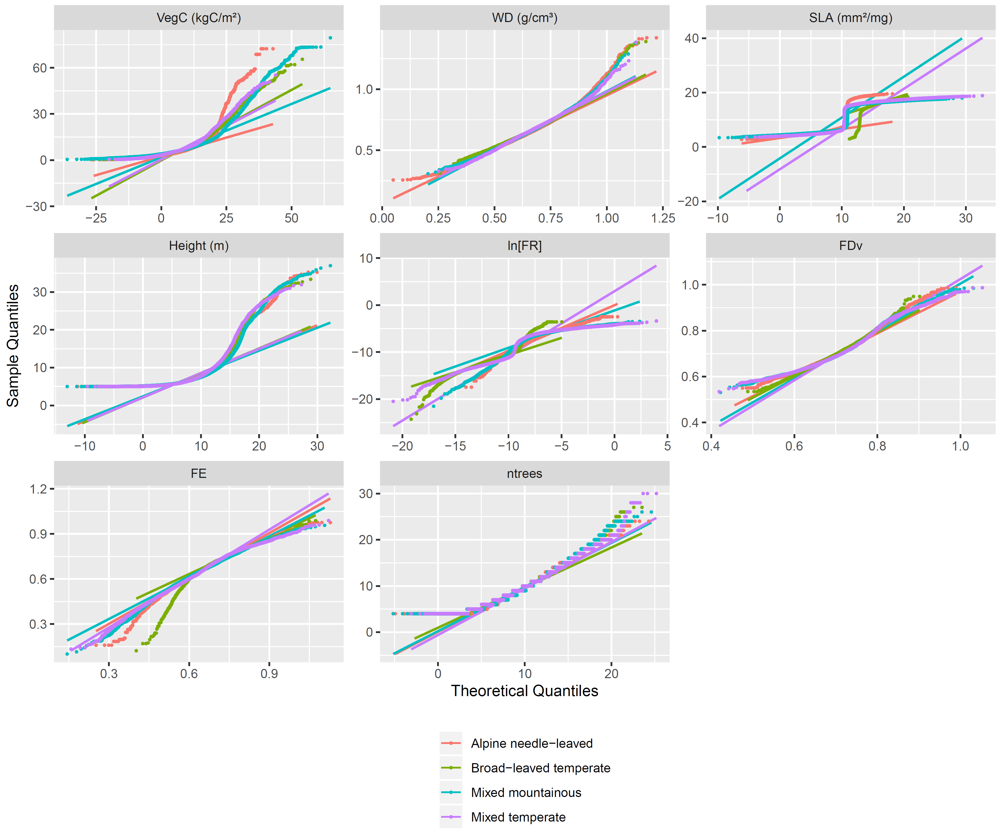 VegC (kgC/m²)
WD (g/cm³)
SLA (mm²/mg)
60
30
0
−30
−25 0 25 50
1.0
0.5
0.00 0.25 0.50 0.75 1.00 1.25
40
20
0
−20
−10 0 10 20 30
Height (m)
ln[FR]
FDv
30
20
10
0
−10 0 10 20 30
10
0
−10
−20
−20 −15 −10 −5 0 5
1.0
0.8
0.6
0.4
0.4 0.6 0.8 1.0
Sample Quantiles
FE
ntrees
1.2
0.9
0.6
0.3
0.3 0.6 0.9
30
20
10
0
0 10 20
Theoretical Quantiles
Alpine needle−leaved
Broad−leaved temperate
Mixed mountainous
Mixed temperate